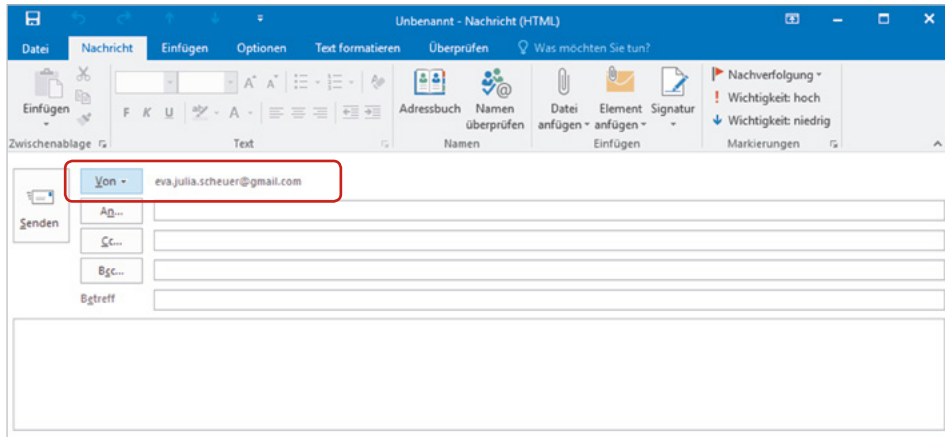 Unbenannt - Nachricht (HTML)
Datei Nachricht Einfügen Optionen Text formatieren Überprüfen Was möchten Sie tun?
Einfügen
F K U
A A A
Zwischenablage
Text
Adressbuch
Namen überprüfen
Namen
Datei anfügen
Element anfügen
Signatur
Einfügen
Nachverfolgung
Wichtigkeit: hoch
Wichtigkeit: niedrig
Markierungen
Senden
Von eva.julia.scheuer@gmail.com
An...
Cc...
Bcc...
Betreff